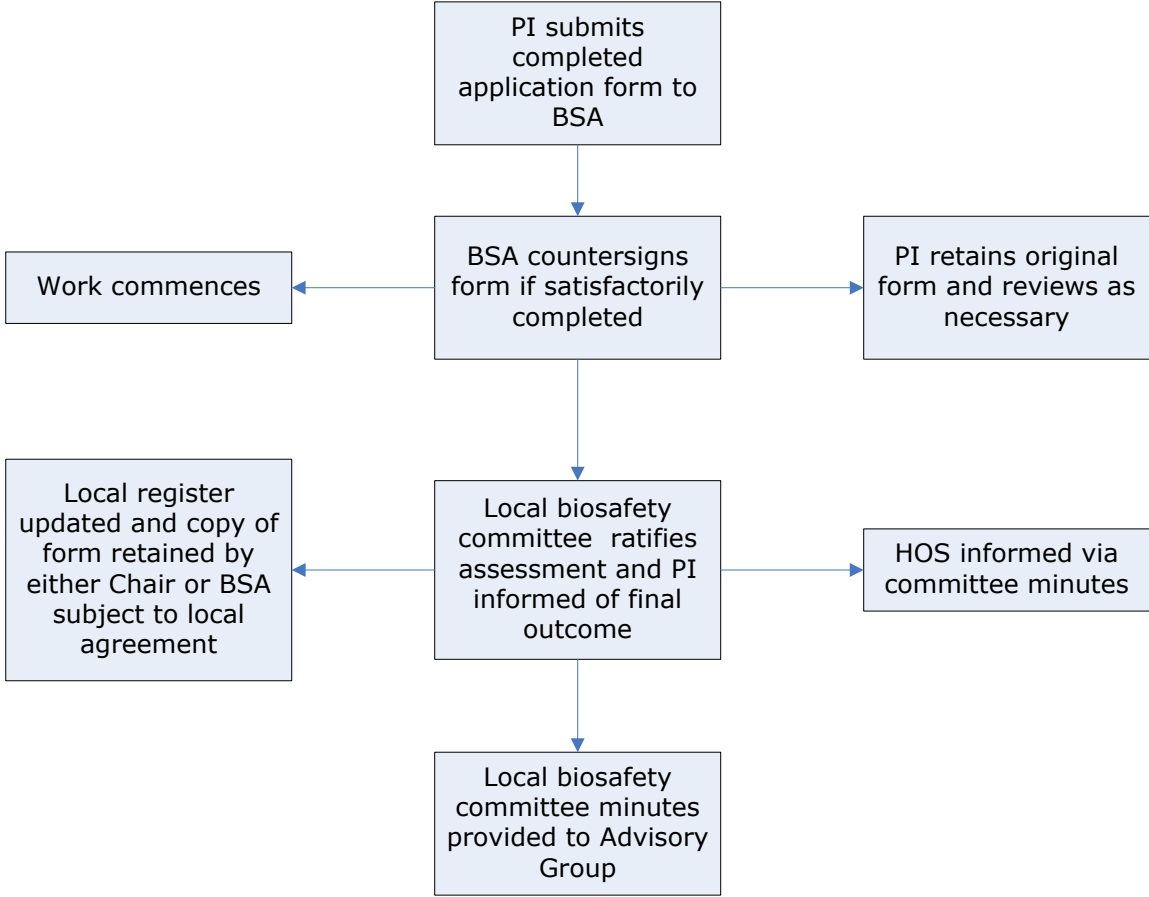 PI submits
completed
application form to
BSA
Work commences
BSA countersigns
form if satisfactorily
completed
PI retains original
form and reviews as
necessary
Local register
updated and copy of
form retained by
either Chair or BSA
subject to local
agreement
Local biosafety
committee ratifies
assessment and PI
informed of final
outcome
HOS informed via
committee minutes
Local biosafety
committee minutes
provided to Advisory
Group